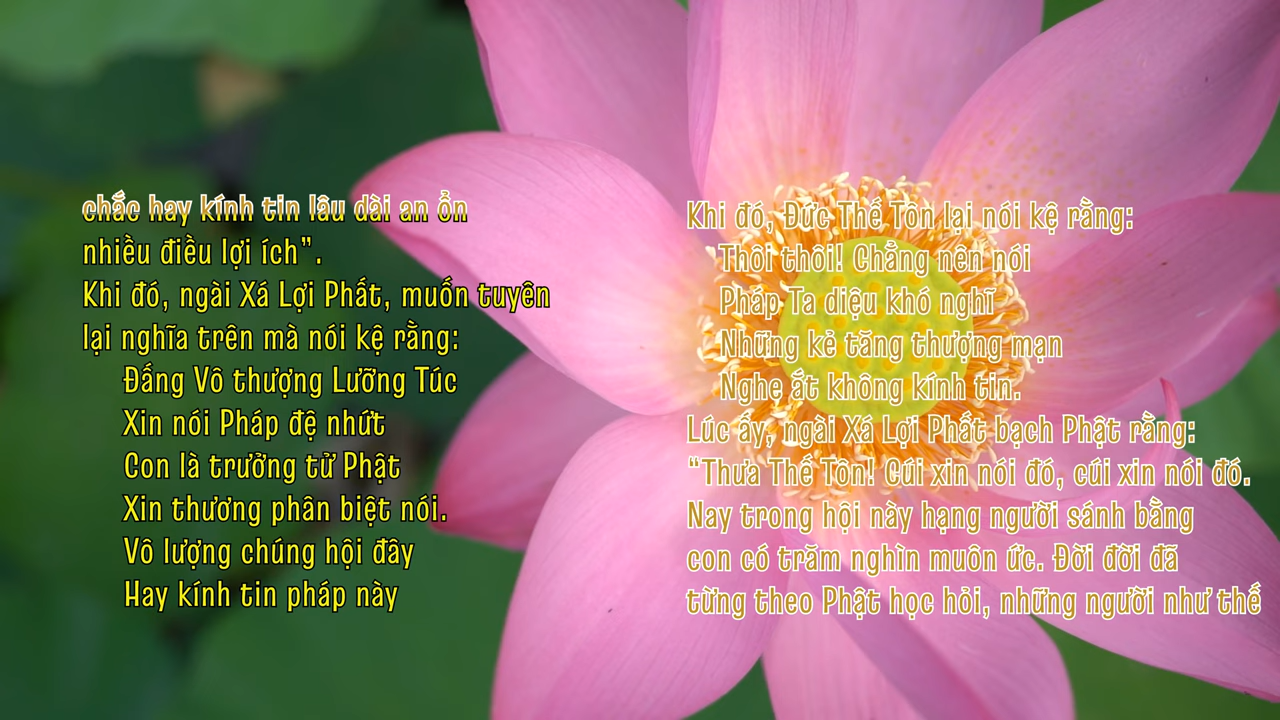 chắc hay kính tin lâu dài an ổn
nhiều điều lợi ích”.
Khi đó, ngài Xá Lợi Phất, muốn tuyên
lại nghĩa trên mà nói kệ rằng:
Đấng Vô thượng Lưỡng Túc
Xin nói Pháp đệ nhứt
Con là trưởng tử Phật
Xin thương phân biệt nói.
Vô lượng chúng hội đây
Hay kính tin pháp này
Khi đó, Đức Thế Tôn lại nói kệ rằng:
Thôi thôi! Chẳng nên nói
Pháp Ta diệu khó nghĩ
Những kẻ tăng thượng mạn
Nghe ắt không kính tin.
Lúc ấy, ngài Xá Lợi Phất bạch Phật rằng:
“Thưa Thế Tôn! Cúi xin nói đó, cúi xin nói đó.
Nay trong hội này hạng người sánh bằng
con có trăm nghìn muôn ức. Đời đời đã
từng theo Phật học hỏi, những người như thế